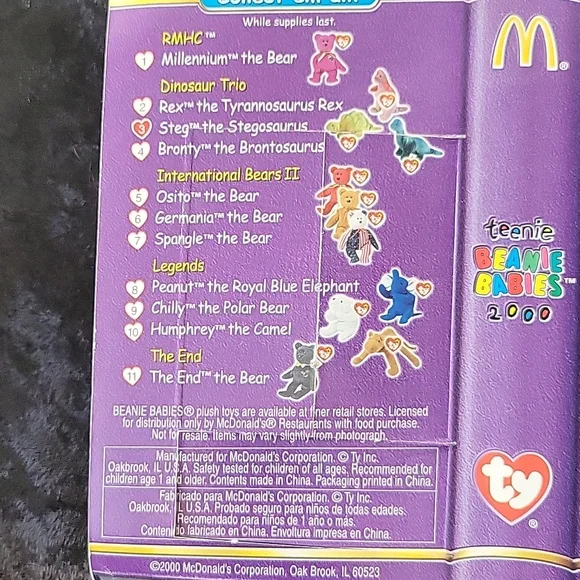 While supplies last.
RMHC™
1 Millennium™ the Bear
Dinosaur Trio
2 Rex™ the Tyrannosaurus Rex
3 Steg™ the Stegosaurus
4 Bronty™ the Brontosaurus
International Bears II
5 Osito™ the Bear
6 Germania™ the Bear
7 Spangle™ the Bear
Legends
8 Peanut™ the Royal Blue Elephant
9 Chilly™ the Polar Bear
10 Humphrey™ the Camel
The End
11 The End™ the Bear
BEANIE BABIES® plush toys are available at finer retail stores. Licensed
for distribution only by McDonald's® Restaurants with food purchase.
Not for resale. Items may vary slightly from photograph.
Manufactured for McDonald's Corporation. © Ty Inc.
Oakbrook, IL U.S.A. Safety tested for children of all ages. Recommended for
children age 1 and older. Contents made in China. Packaging printed in China.
Fabricado para McDonald's Corporation. © Ty Inc.
Oakbrook, IL U.S.A. Probado seguro para niños de todas edades.
Recomendado para niños de 1 año o más.
Contenido fabricado en China. Envoltura impresa en China.
©2000 McDonald's Corporation, Oak Brook, IL 60523
M®
teenie
BEANIE
BABIES™
2000
ty®